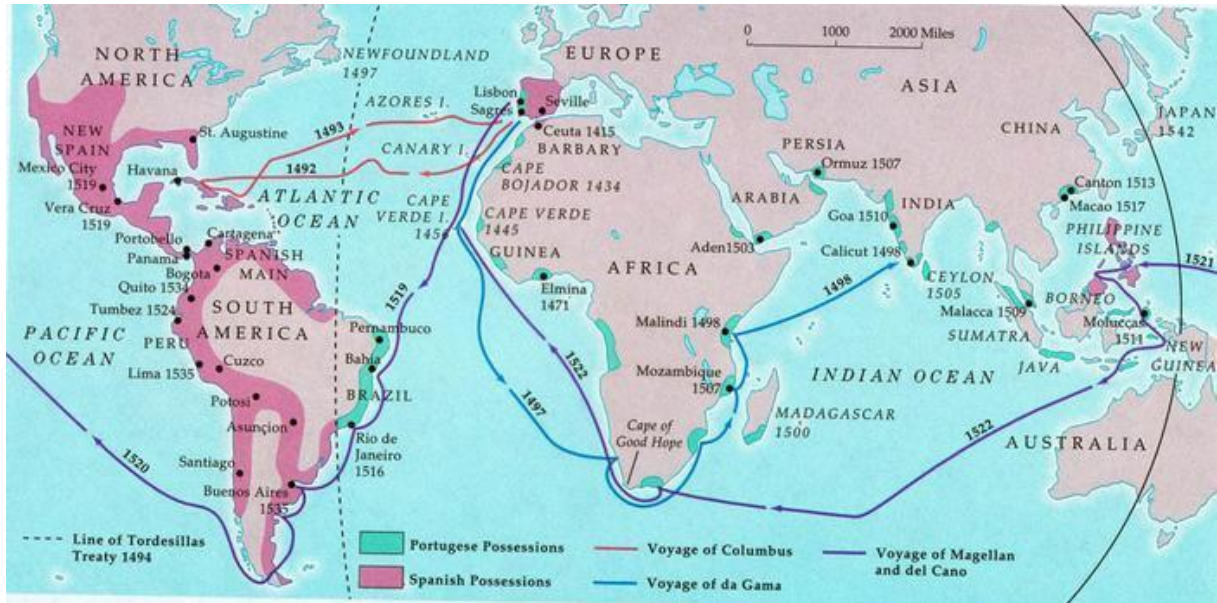 NORTH
AMERICA
NEWFOUNDLAND
1497
EUROPE
0 1000 2000 Miles
ASIA
AZORES I.
Lisbon
Sagres
Seville
JAPAN
1542
CHINA
NEW
SPAIN
St. Augustine
1493
Ceuta 1415
BARBARY
PERSIA
Ormuz 1507
Mexico City
1519
Havana
1492
CANARY I.
CAPE
BOJADOR 1434
ARABIA
INDIA
Canton 1513
Macao 1517
Vera Cruz
1519
ATLANTIC
OCEAN
CAPE
VERDE I.
1456
CAPE VERDE
1445
Goa 1510
PHILIPPINE
ISLANDS
Portobello
Panama
Cartagena
SPANISH
MAIN
GUINEA
Aden1503
Calicut 1498
1521
Bogota
Quito 1534
Tumbez 1524
SOUTH
AMERICA
1519
Elmina
1471
AFRICA
1498
CEYLON
1505
BORNEO
Malacca 1509
SUMATRA
Moluccas
1511
PACIFIC
OCEAN
PERU
Pernambuco
Malindi 1498
NEW
GUINEA
JAVA
Lima 1535
Cuzco
Bahia
BRAZIL
1522
Mozambique
1507
INDIAN OCEAN
Potosi
Asunçion
1497
MADAGASCAR
1500
1522
AUSTRALIA
Rio de
Janeiro
1516
Cape of
Good Hope
1520
Santiago
Buenos Aires
1535
Line of Tordesillas
Treaty 1494
Portugese Possessions
Spanish Possessions
Voyage of Columbus
Voyage of da Gama
Voyage of Magellan
and del Cano